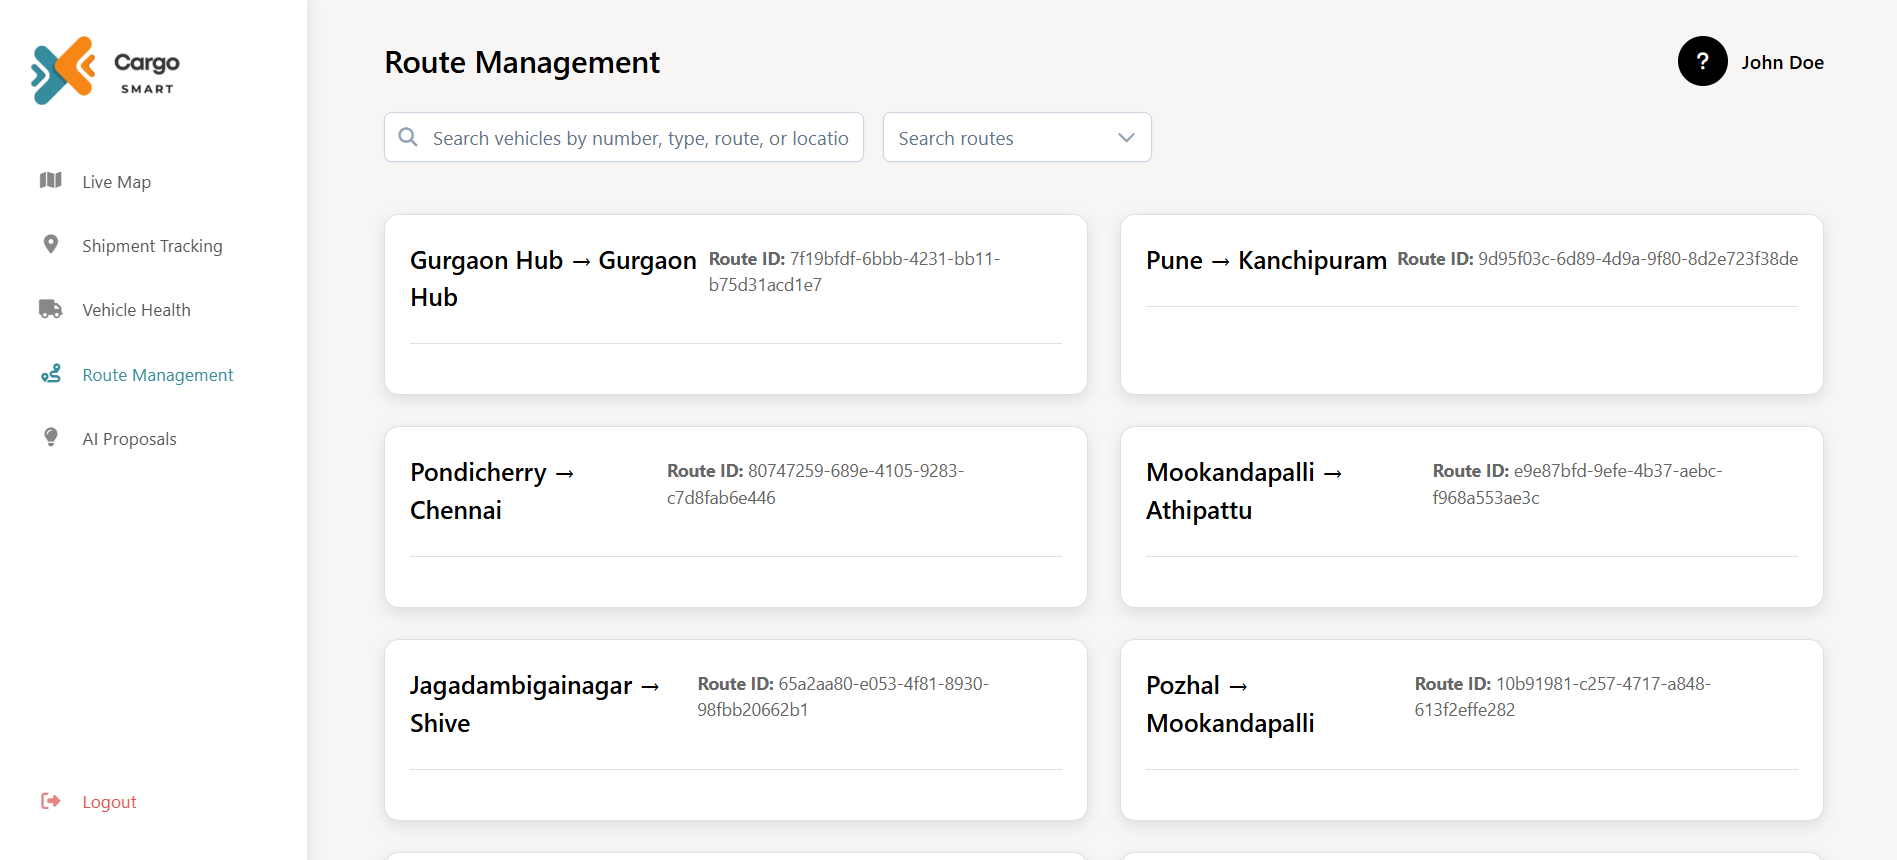 Cargo
SMART
Live Map
Shipment Tracking
Vehicle Health
Route Management
AI Proposals
Logout
Route Management
?
John Doe
Search vehicles by number, type, route, or locatio
Search routes
Gurgaon Hub → Gurgaon
Hub
Route ID: 7f19bfdf-6bbb-4231-bb11-
b75d31acd1e7
Pune → Kanchipuram
Route ID: 9d95f03c-6d89-4d9a-9f80-8d2e723f38de
Pondicherry →
Chennai
Route ID: 80747259-689e-4105-9283-
c7d8fab6e446
Mookandapalli →
Athipattu
Route ID: e9e87bfd-9efe-4b37-aebc-
f968a553ae3c
Jagadambigainagar →
Shive
Route ID: 65a2aa80-e053-4f81-8930-
98fbb20662b1
Pozhal →
Mookandapalli
Route ID: 10b91981-c257-4717-a848-
613f2effe282